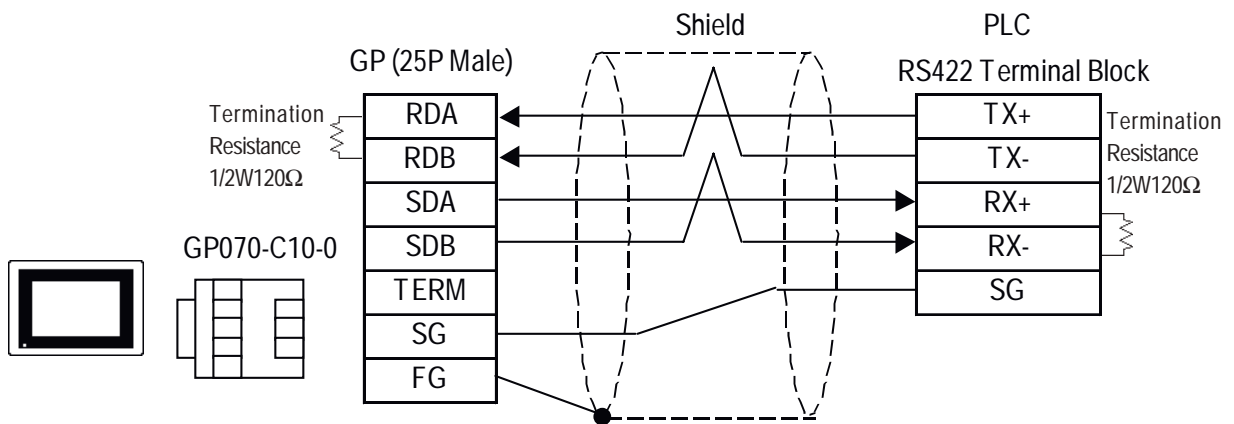 Shield
PLC
GP (25P Male)
RS422 Terminal Block
Termination
Resistance
1/2W120Ω
RDA
RDB
SDA
SDB
TERM
SG
FG
TX+
TX-
RX+
RX-
SG
Termination
Resistance
1/2W120Ω
GP070-C10-0